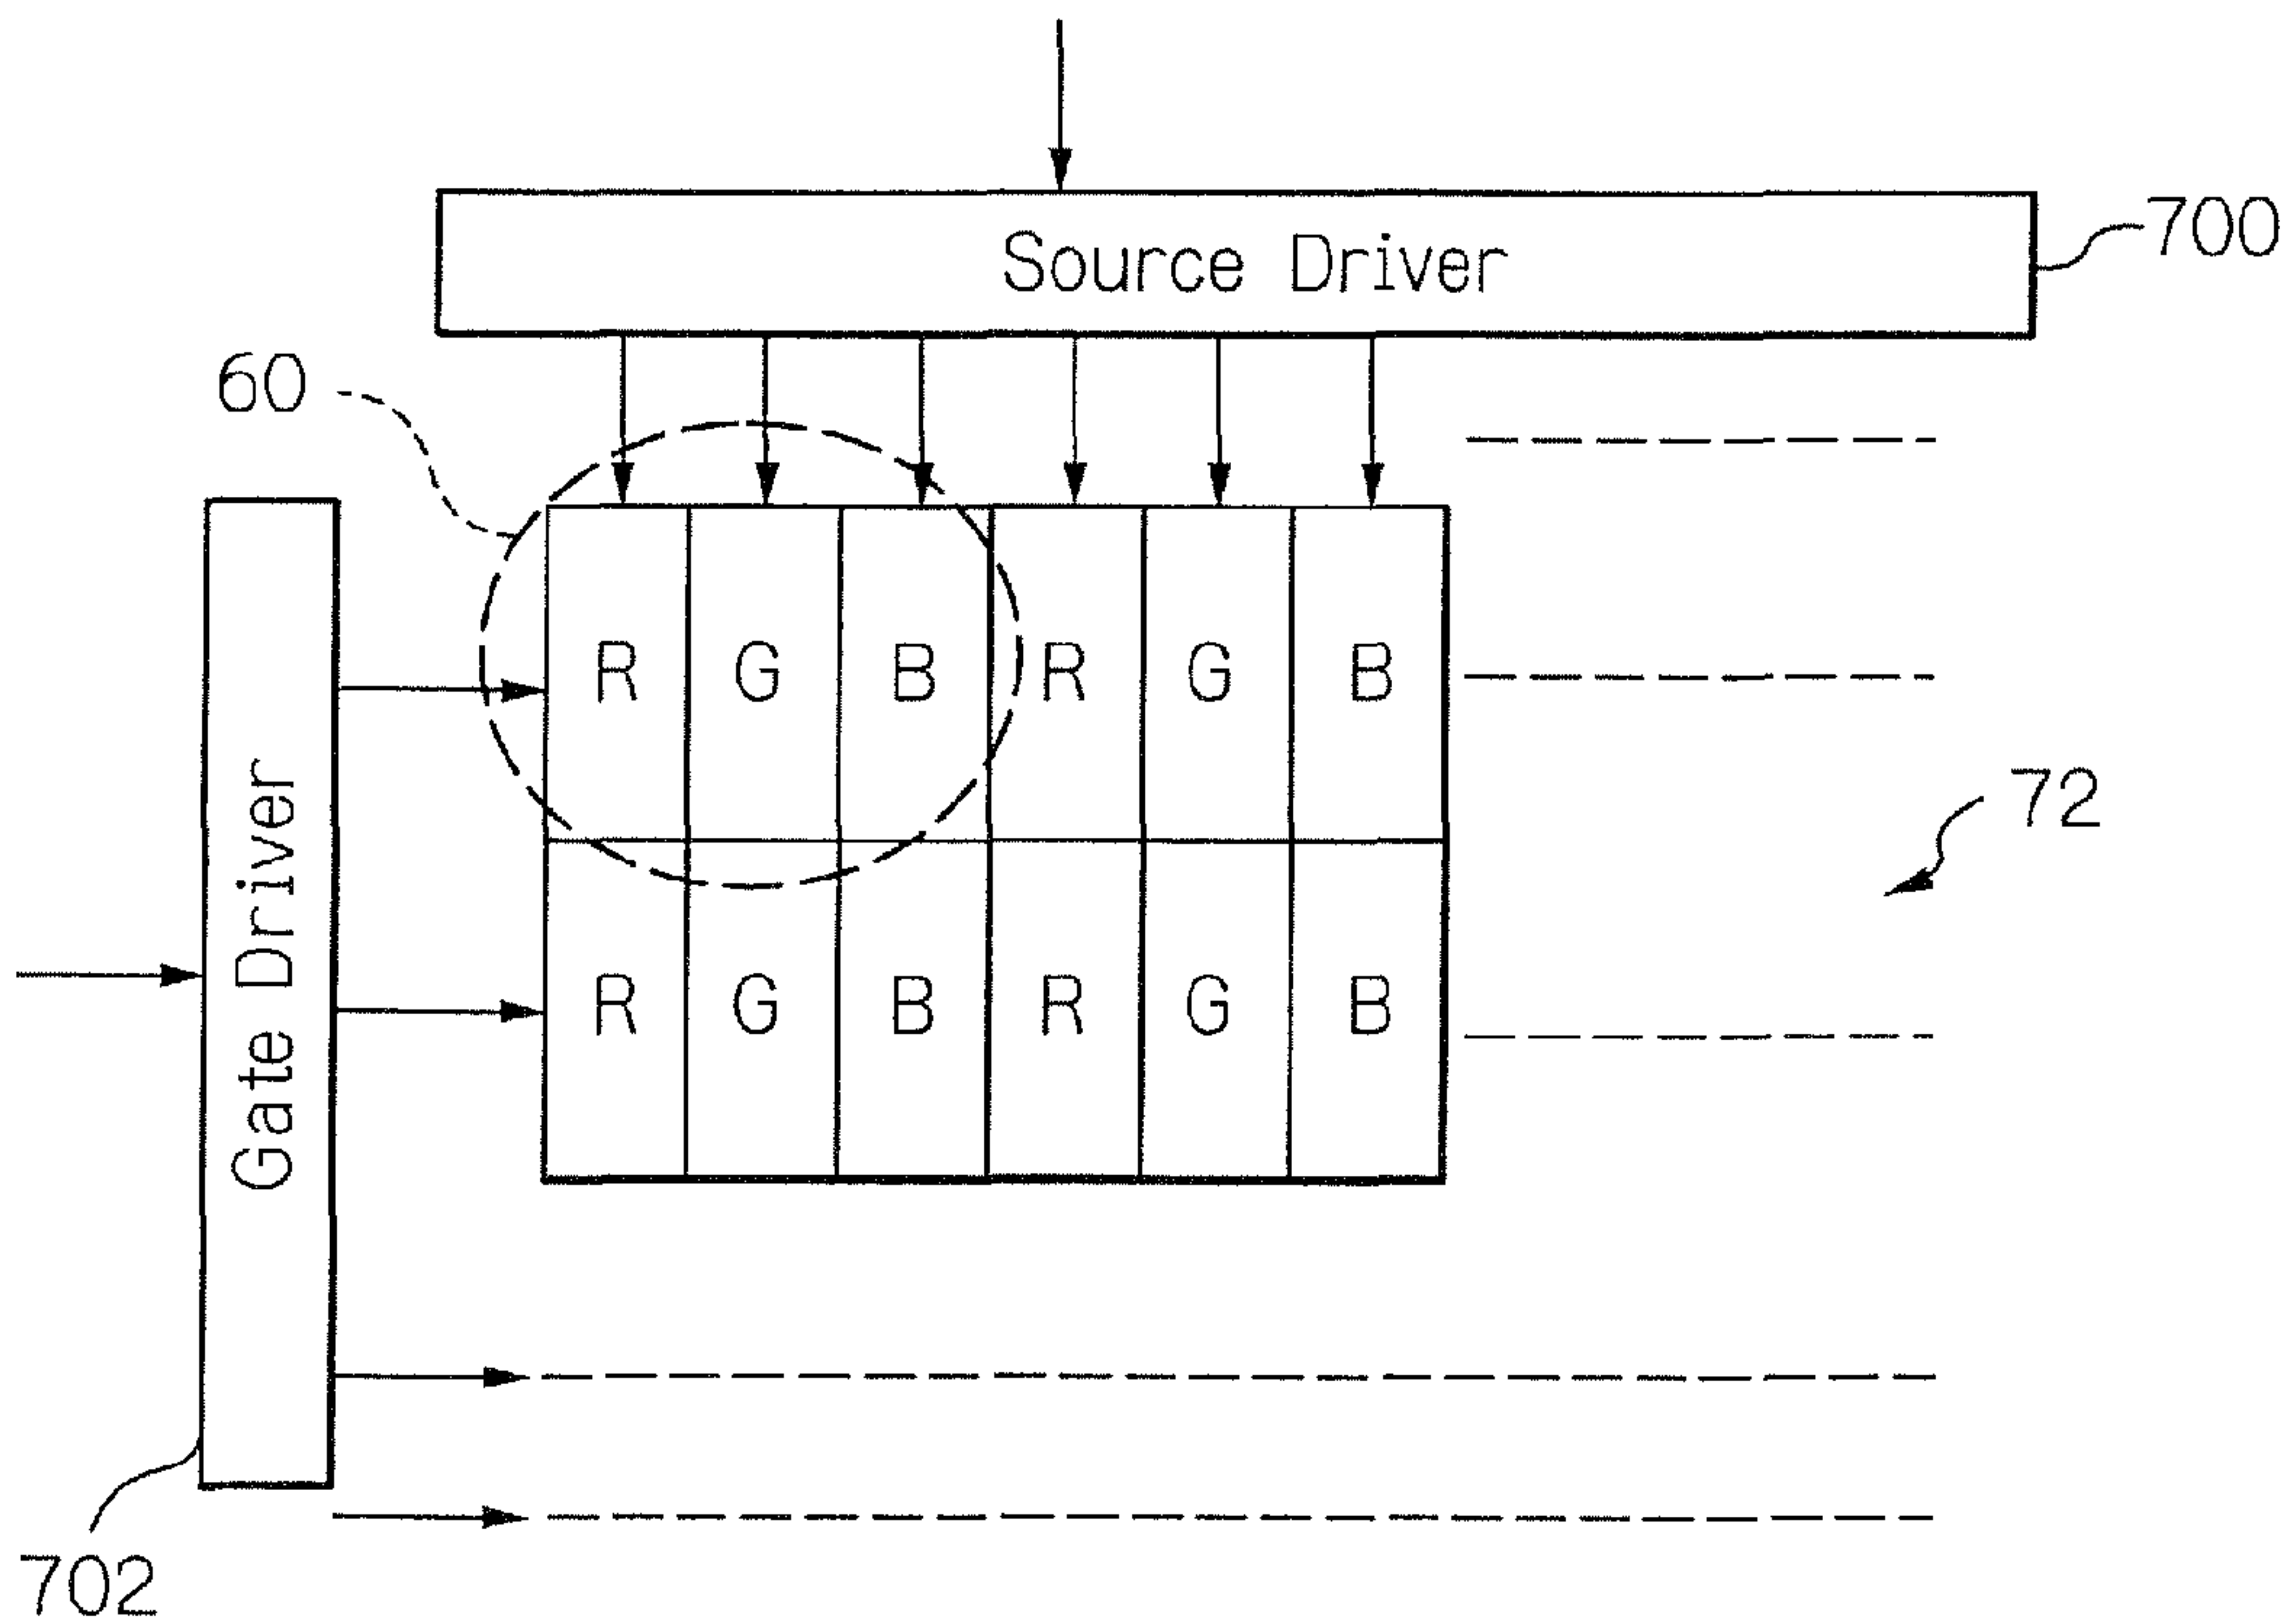 Source Driver
700
60
R G B R G B
72
Gate Driver
R G B R G B
702